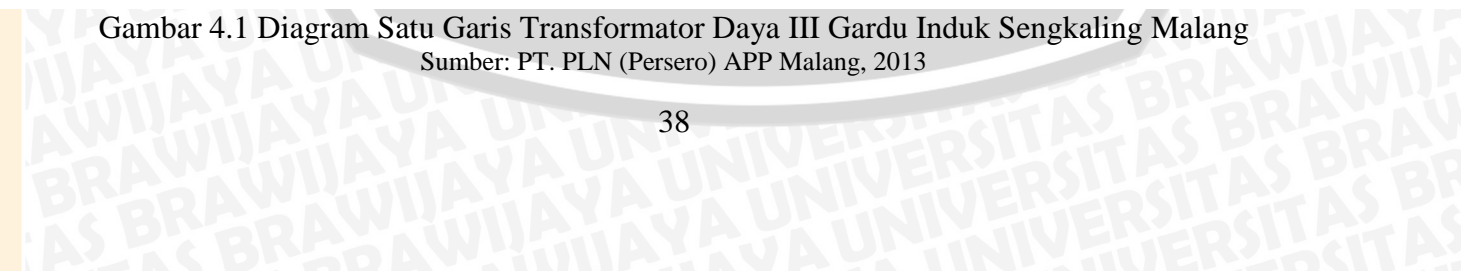 Gambar 4.1 Diagram Satu Garis Transformator Daya III Gardu Induk Sengkaling Malang
Sumber: PT. PLN (Persero) APP Malang, 2013
38